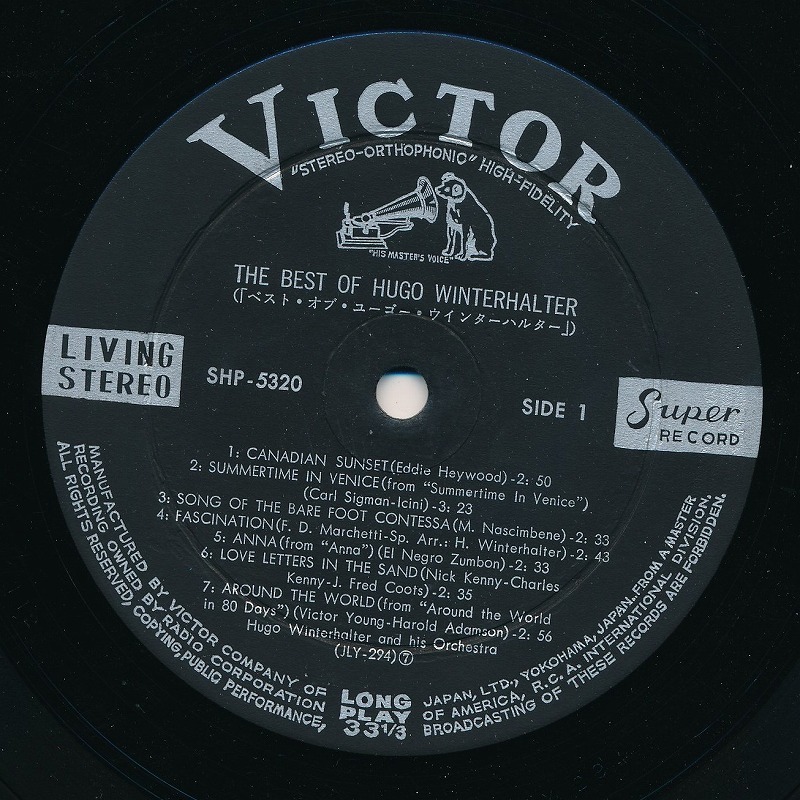 VICTOR
"STEREO-ORTHOPHONIC" HIGH-FIDELITY
"HIS MASTER'S VOICE"
THE BEST OF HUGO WINTERHALTER
(『ベスト・オブ・ユーゴー・ウインターハルター』)
LIVING
STEREO
SHP-5320
SIDE 1
Super
RECORD
1: CANADIAN SUNSET(Eddie Heywood)-2: 50
2: SUMMERTIME IN VENICE(from "Summertime In Venice")
(Carl Sigman-Icini)-3: 23
3: SONG OF THE BARE FOOT CONTESSA(M. Nascimbene)-2: 33
4: FASCINATION(F. D. Marchetti-Sp. Arr.: H. Winterhalter)-2: 43
5: ANNA(from "Anna")(El Negro Zumbon)-2: 33
6: LOVE LETTERS IN THE SAND(Nick Kenny-Charles
Kenny-J. Fred Coots)-2: 35
7: AROUND THE WORLD(from "Around the World
in 80 Days")(Victor Young-Harold Adamson)-2: 56
Hugo Winterhalter and his Orchestra
(JLY-294)⑦
MANUFACTURED BY VICTOR COMPANY OF JAPAN, LTD., YOKOHAMA, JAPAN, FROM A MASTER
RECORDING OWNED BY RADIO CORPORATION OF AMERICA, R.C.A. INTERNATIONAL DIVISION.
ALL RIGHTS RESERVED, COPYING, PUBLIC PERFORMANCE, BROADCASTING OF THESE RECORDS ARE FORBIDDEN.
LONG
PLAY
33 1/3